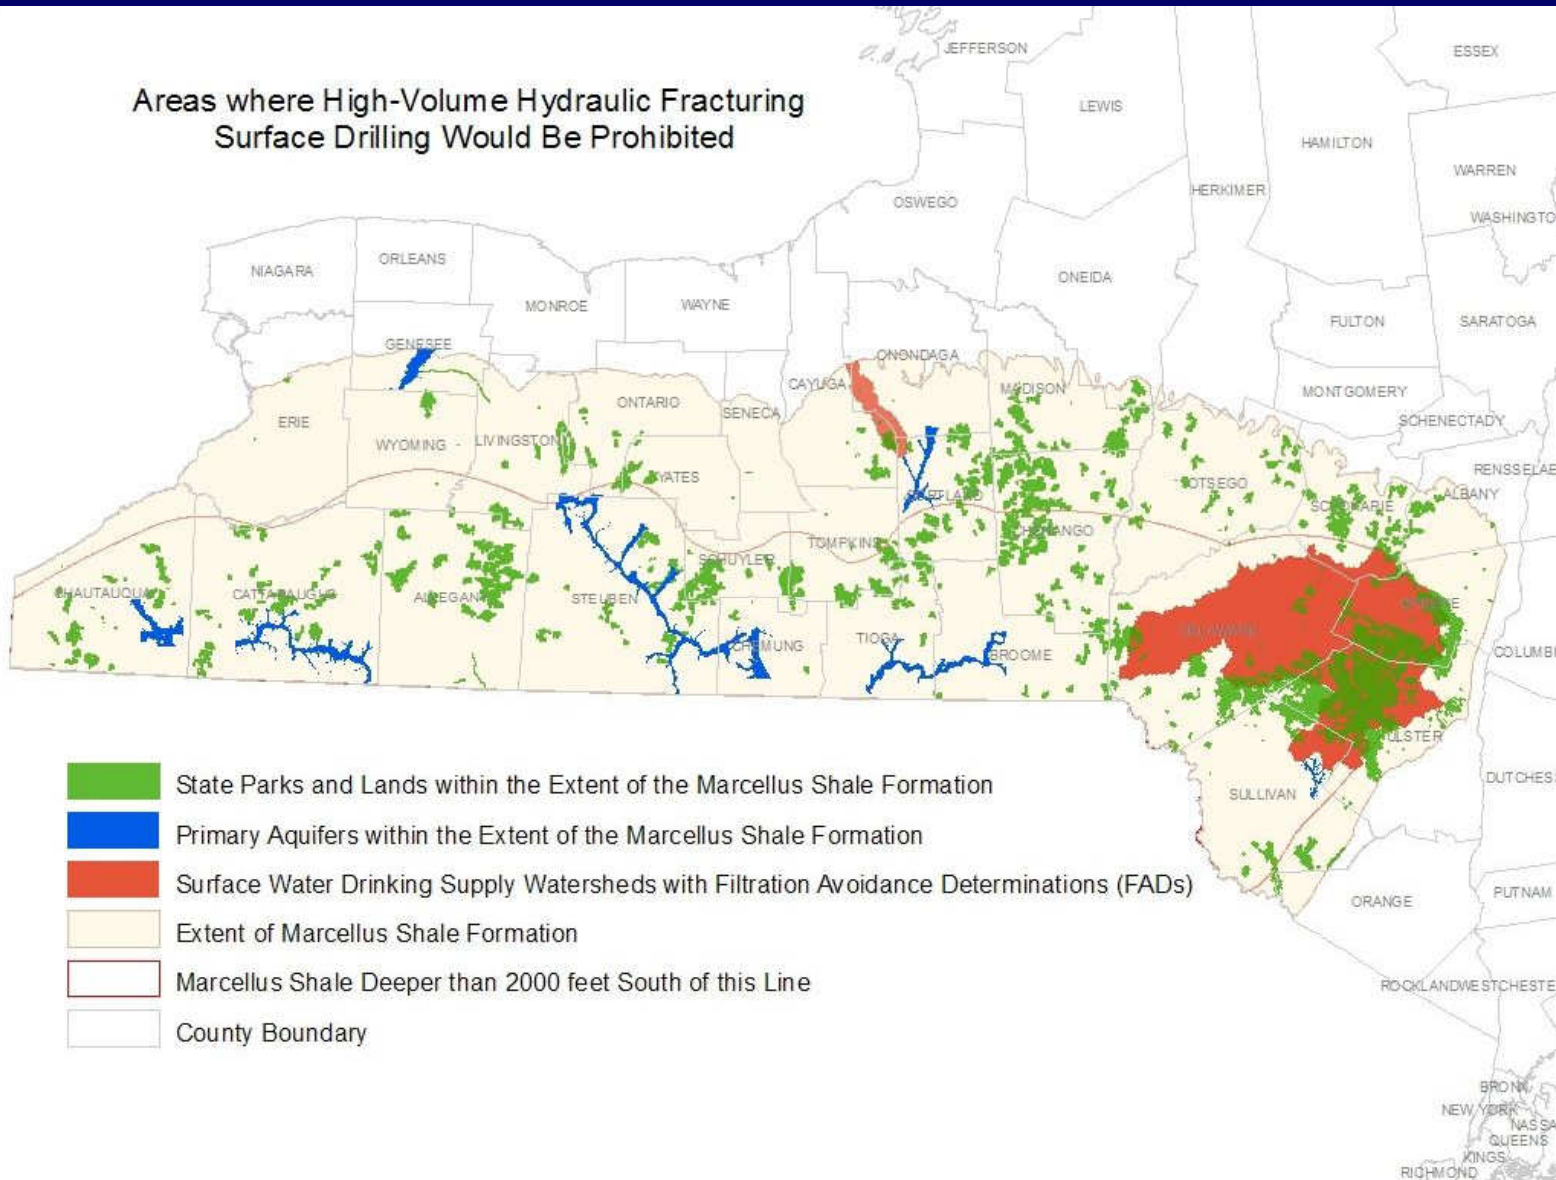 Areas where High-Volume Hydraulic Fracturing
Surface Drilling Would Be Prohibited
JEFFERSON
ESSEX
LEWIS
HAMILTON
WARREN
HERKIMER
OSWEGO
WASHINGTO
ORLEANS
NIAGARA
ONEIDA
MONROE
WAYNE
FULTON
SARATOGA
GENESEE
ONONDAGA
CAYUGA
MADISON
MONTGOMERY
ONTARIO
SENECA
ERIE
SCHENECTADY
WYOMING
LIVINGSTON
RENSSELAE
YATES
OTSEGO
ALBANY
CORTLAND
SCHOHARIE
CHENANGO
TOMPKINS
SCHUYLER
CHAUTAUQUA
CATTARAUGUS
ALLEGANY
STEUBEN
GREENE
DELAWARE
TIOGA
CHEMUNG
BROOME
COLUMBI
ULSTER
DUTCHES
SULLIVAN
State Parks and Lands within the Extent of the Marcellus Shale Formation
Primary Aquifers within the Extent of the Marcellus Shale Formation
Surface Water Drinking Supply Watersheds with Filtration Avoidance Determinations (FADs)
Extent of Marcellus Shale Formation
Marcellus Shale Deeper than 2000 feet South of this Line
County Boundary
PUTNAM
ORANGE
ROCKLAND WESTCHESTE
BRONX
NEW YORK
NASSA
QUEENS
KINGS
RICHMOND